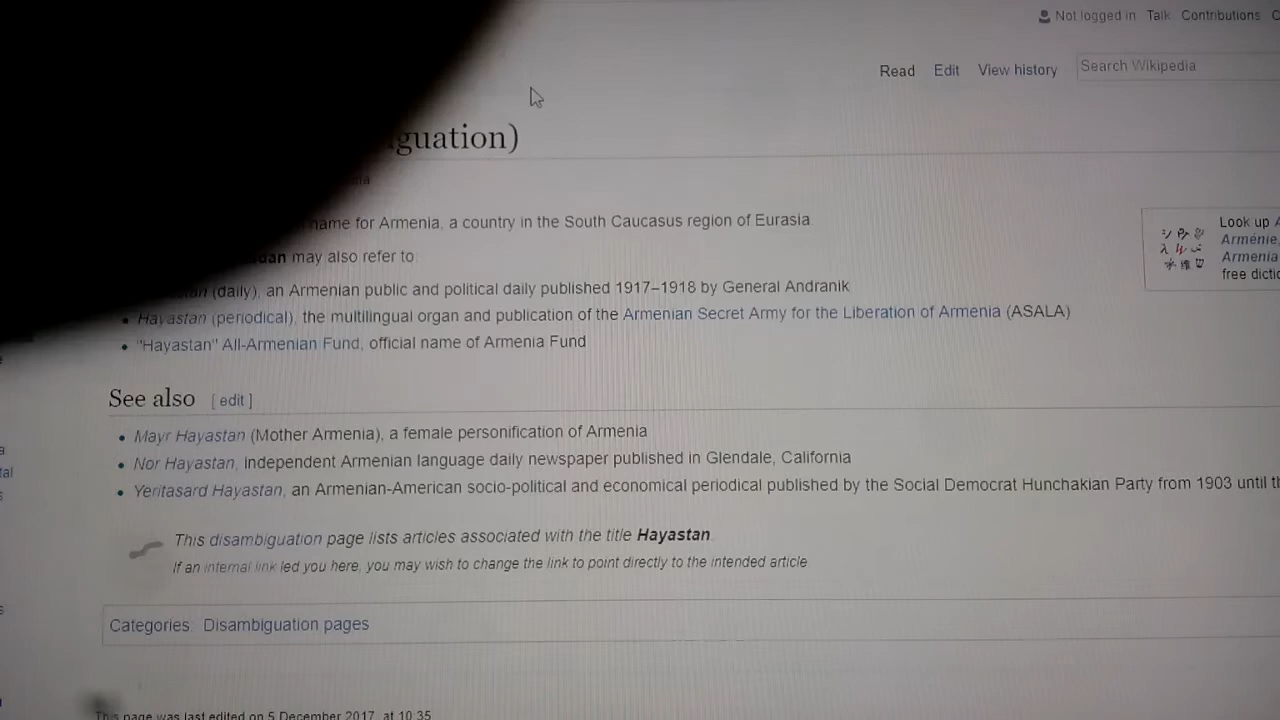 Not logged in Talk Contributions
Read Edit View history Search Wikipedia
guation)
name for Armenia, a country in the South Caucasus region of Eurasia
may also refer to
(daily), an Armenian public and political daily published 1917–1918 by General Andranik
Hayastan (periodical), the multilingual organ and publication of the Armenian Secret Army for the Liberation of Armenia (ASALA)
"Hayastan" All-Armenian Fund, official name of Armenia Fund
Look up
Arménie,
Armenia
free dictio
See also [ edit ]
Mayr Hayastan (Mother Armenia), a female personification of Armenia
Nor Hayastan, independent Armenian language daily newspaper published in Glendale, California
Yeritasard Hayastan, an Armenian-American socio-political and economical periodical published by the Social Democrat Hunchakian Party from 1903 until th
This disambiguation page lists articles associated with the title Hayastan.
If an internal link led you here, you may wish to change the link to point directly to the intended article
Categories: Disambiguation pages
This page was last edited on 5 December 2017, at 10:35